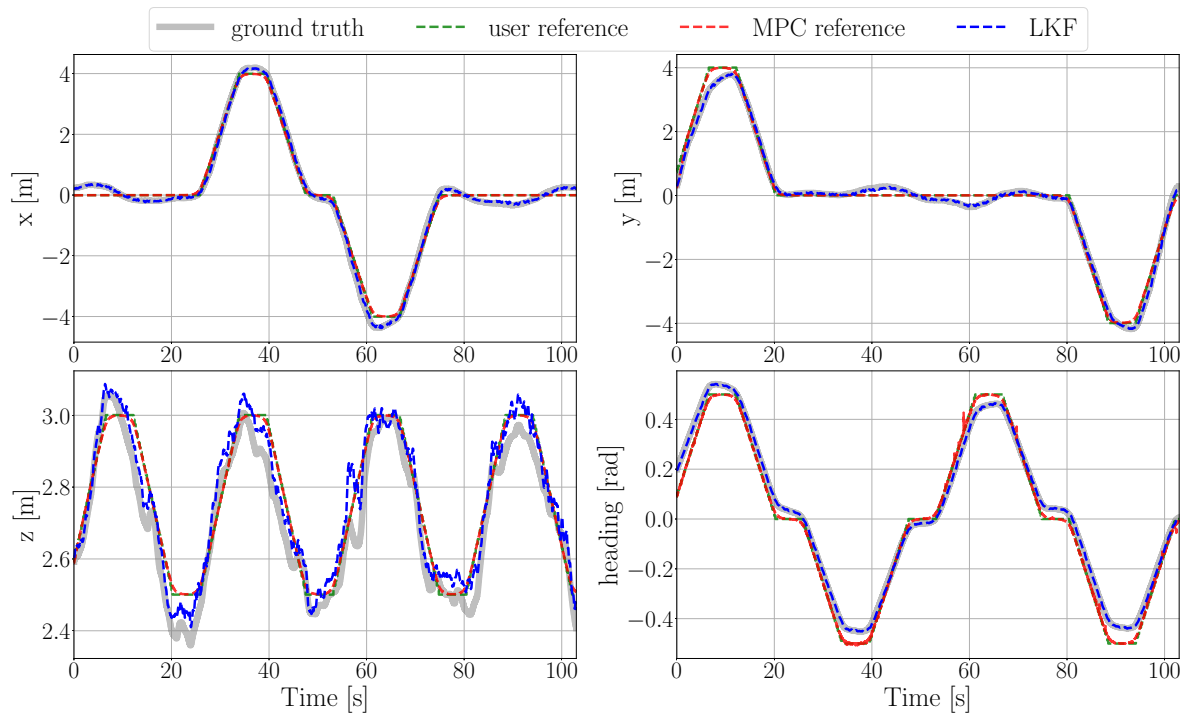 ground truth user reference MPC reference LKF
x [m]
4
2
0
−2
−4
0 20 40 60 80 100
y [m]
4
2
0
−2
−4
0 20 40 60 80 100
z [m]
3.0
2.8
2.6
2.4
0 20 40 60 80 100
Time [s]
heading [rad]
0.4
0.2
0.0
−0.2
−0.4
0 20 40 60 80 100
Time [s]